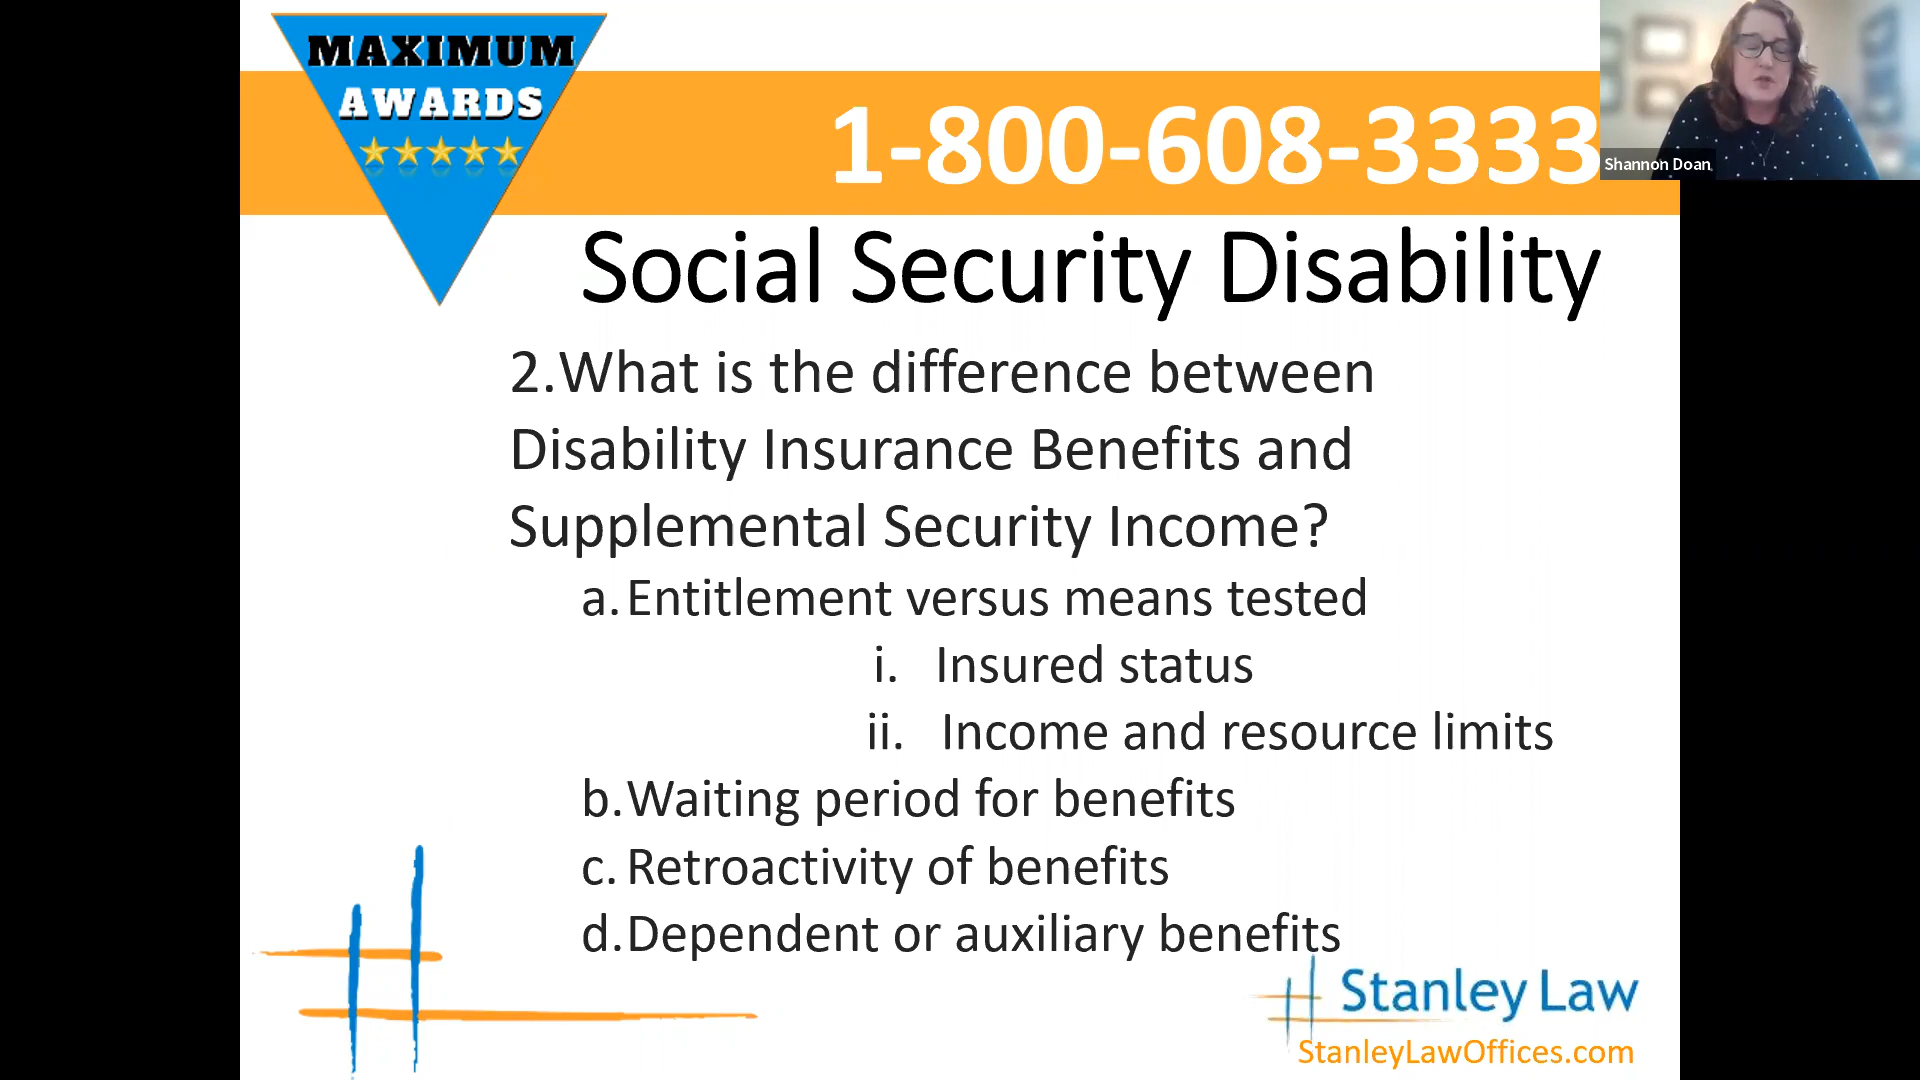 MAXIMUM
AWARDS
1-800-608-3333
Shannon Doan
Social Security Disability
2.What is the difference between
Disability Insurance Benefits and
Supplemental Security Income?
a. Entitlement versus means tested
i. Insured status
ii. Income and resource limits
b. Waiting period for benefits
c. Retroactivity of benefits
d. Dependent or auxiliary benefits
Stanley Law
StanleyLawOffices.com